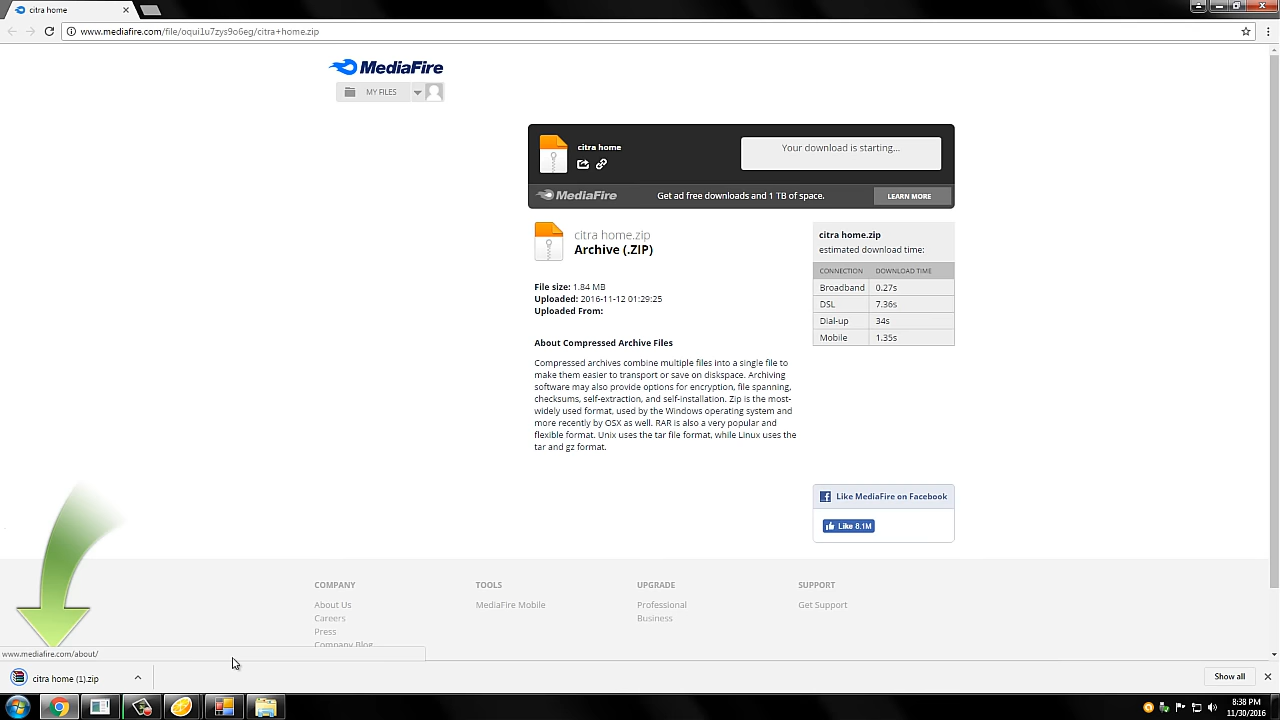 citra home
www.mediafire.com/file/oqui1u7zys9o6eg/citra+home.zip
MediaFire
MY FILES
citra home
Your download is starting...
MediaFire
Get ad free downloads and 1 TB of space.
LEARN MORE
citra home.zip
Archive (.ZIP)
File size: 1.84 MB
Uploaded: 2016-11-12 01:29:25
Uploaded From:
About Compressed Archive Files
Compressed archives combine multiple files into a single file to
make them easier to transport or save on diskspace. Archiving
software may also provide options for encryption, file spanning,
checksums, self-extraction, and self-installation. Zip is the most-
widely used format, used by the Windows operating system and
more recently by OSX as well. RAR is also a very popular and
flexible format. Unix uses the tar file format, while Linux uses the
tar and gz format.
citra home.zip
estimated download time:
CONNECTION DOWNLOAD TIME
Broadband 0.27s
DSL 7.36s
Dial-up 34s
Mobile 1.35s
Like MediaFire on Facebook
Like 8.1M
COMPANY
About Us
Careers
Press
Company Blog
TOOLS
MediaFire Mobile
UPGRADE
Professional
Business
SUPPORT
Get Support
www.mediafire.com/about/
citra home (1).zip
Show all
8:38 PM
11/30/2016